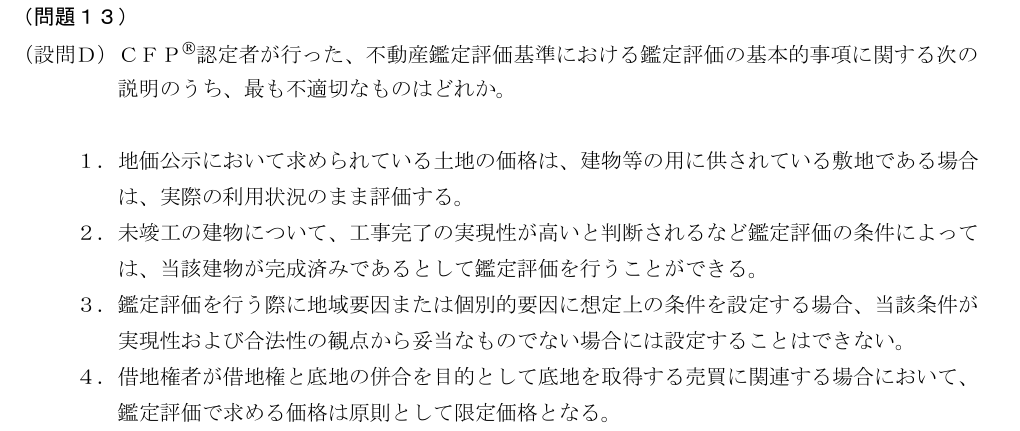 （問題１３）
（設問Ｄ）ＣＦＰ®認定者が行った、不動産鑑定評価基準における鑑定評価の基本的事項に関する次の
説明のうち、最も不適切なものはどれか。
１．地価公示において求められている土地の価格は、建物等の用に供されている敷地である場合
は、実際の利用状況のまま評価する。
２．未竣工の建物について、工事完了の実現性が高いと判断されるなど鑑定評価の条件によって
は、当該建物が完成済みであるとして鑑定評価を行うことができる。
３．鑑定評価を行う際に地域要因または個別的要因に想定上の条件を設定する場合、当該条件が
実現性および合法性の観点から妥当なものでない場合には設定することはできない。
４．借地権者が借地権と底地の併合を目的として底地を取得する売買に関連する場合において、
鑑定評価で求める価格は原則として限定価格となる。